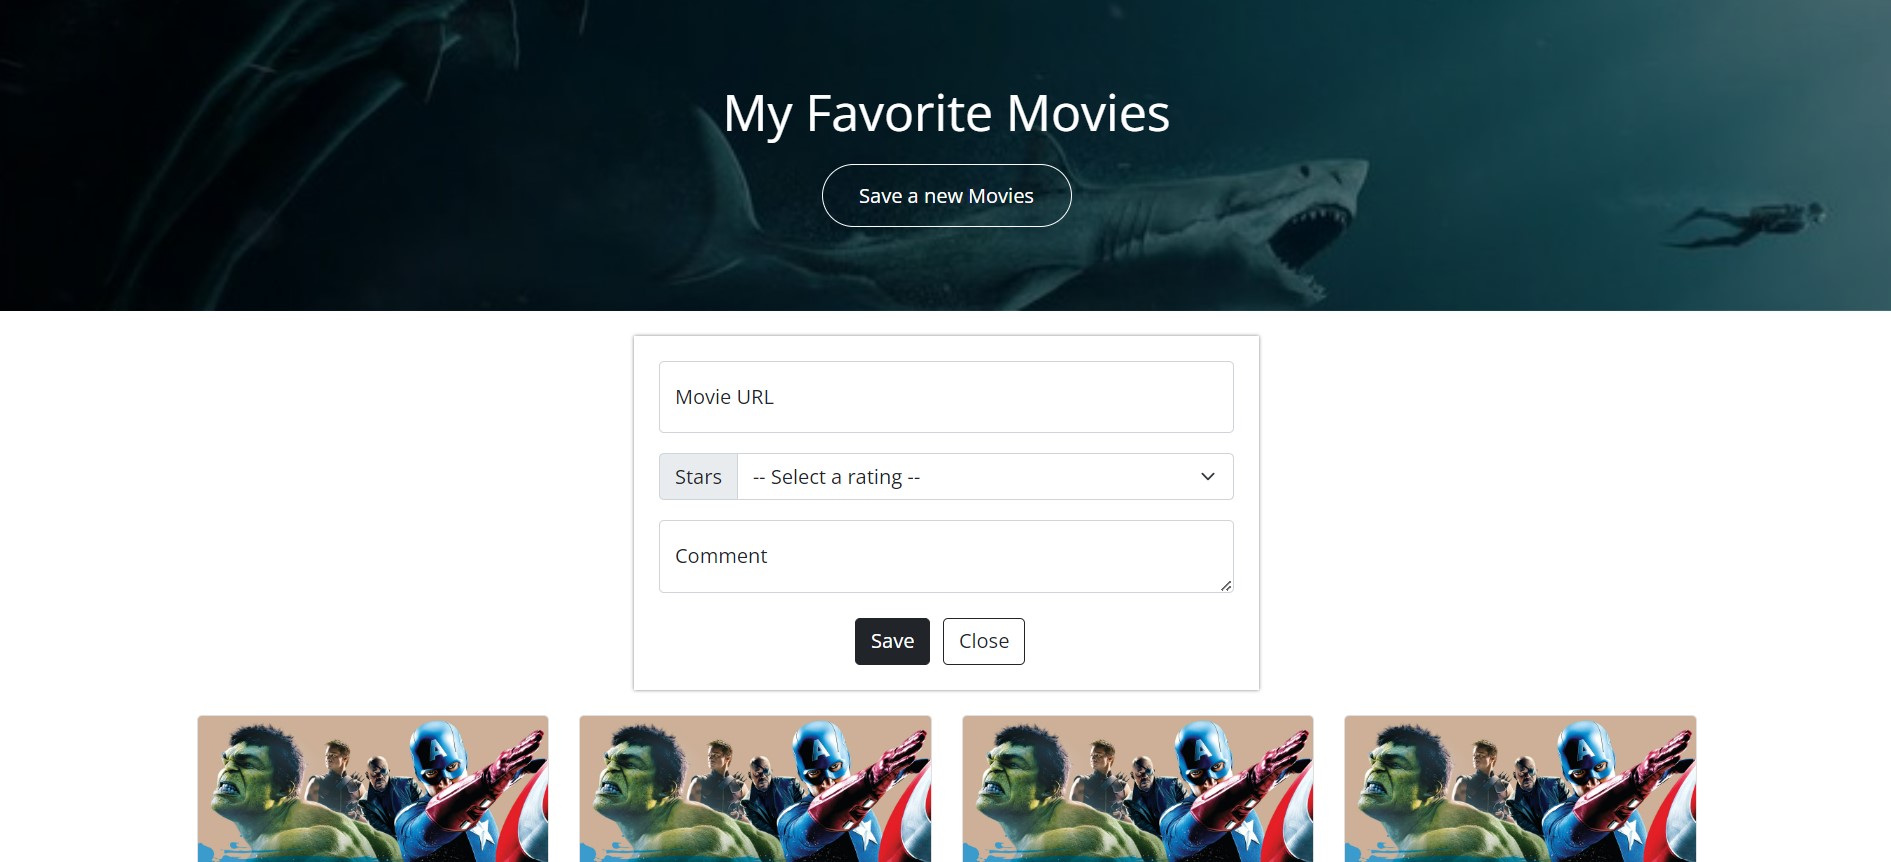 My Favorite Movies
Save a new Movies
Movie URL
Stars -- Select a rating --
Comment
Save Close
A A A A